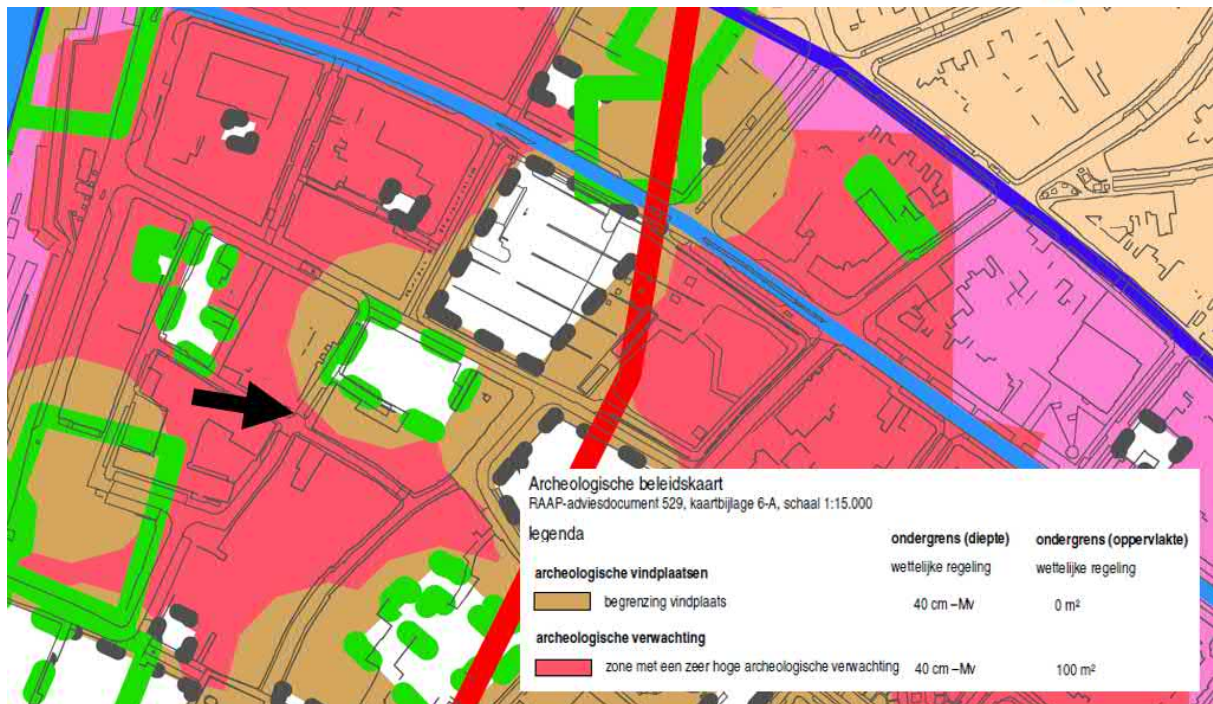 Archeologische beleidskaart
RAAP-adviesdocument 529, kaartbijlage 6-A, schaal 1:15.000
legenda
ondergrens (diepte) ondergrens (oppervlakte)
archeologische vindplaatsen wettelijke regeling wettelijke regeling
begrenzing vindplaats 40 cm –Mv 0 m²
archeologische verwachting
zone met een zeer hoge archeologische verwachting 40 cm –Mv 100 m²